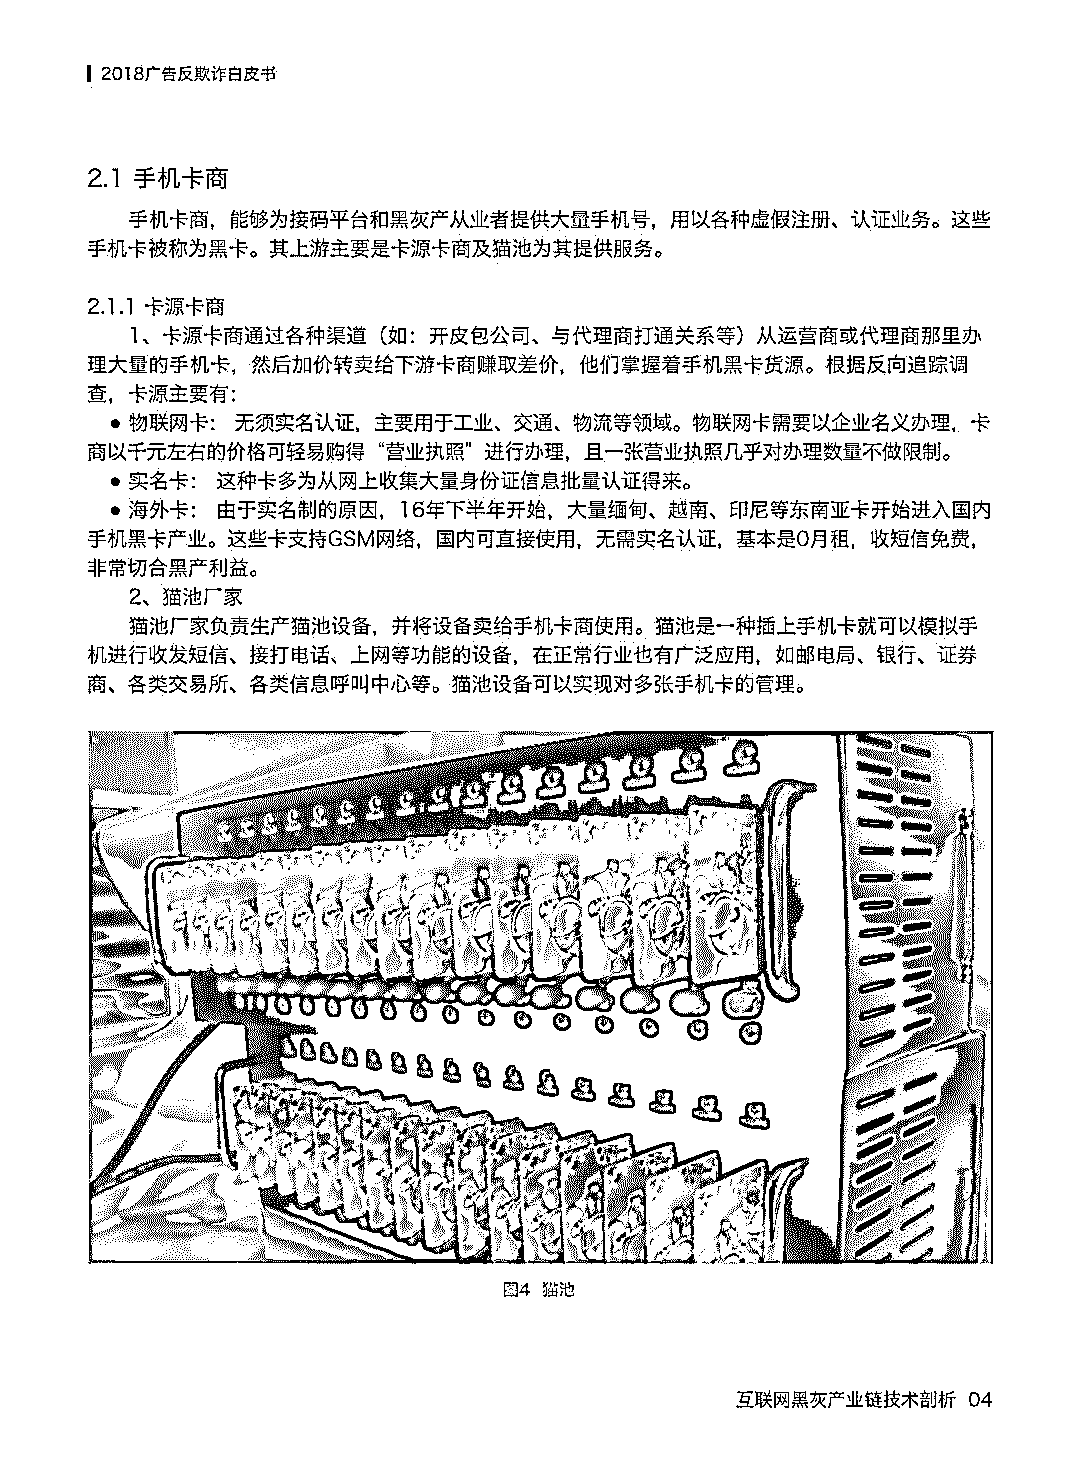 2018广告反欺诈白皮书
2.1 手机卡商
手机卡商，能够为接码平台和黑灰产从业者提供大量手机号，用以各种虚假注册、认证业务。这些
手机卡被称为黑卡。其上游主要是卡源卡商及猫池为其提供服务。
2.1.1 卡源卡商
1、卡源卡商通过各种渠道（如：开皮包公司、与代理商打通关系等）从运营商或代理商那里办
理大量的手机卡，然后加价转卖给下游卡商赚取差价，他们掌握着手机黑卡货源。根据反向追踪调
查，卡源主要有：
● 物联网卡： 无须实名认证，主要用于工业、交通、物流等领域。物联网卡需要以企业名义办理，卡
商以千元左右的价格可轻易购得“营业执照”进行办理，且一张营业执照几乎对办理数量不做限制。
● 实名卡： 这种卡多为从网上收集大量身份证信息批量认证得来。
● 海外卡： 由于实名制的原因，16年下半年开始，大量缅甸、越南、印尼等东南亚卡开始进入国内
手机黑卡产业。这些卡支持GSM网络，国内可直接使用，无需实名认证，基本是0月租，收短信免费，
非常切合黑产利益。
2、猫池厂家
猫池厂家负责生产猫池设备，并将设备卖给手机卡商使用。猫池是一种插上手机卡就可以模拟手
机进行收发短信、接打电话、上网等功能的设备，在正常行业也有广泛应用，如邮电局、银行、证券
商、各类交易所、各类信息呼叫中心等。猫池设备可以实现对多张手机卡的管理。
图4 猫池
互联网黑灰产业链技术剖析 04